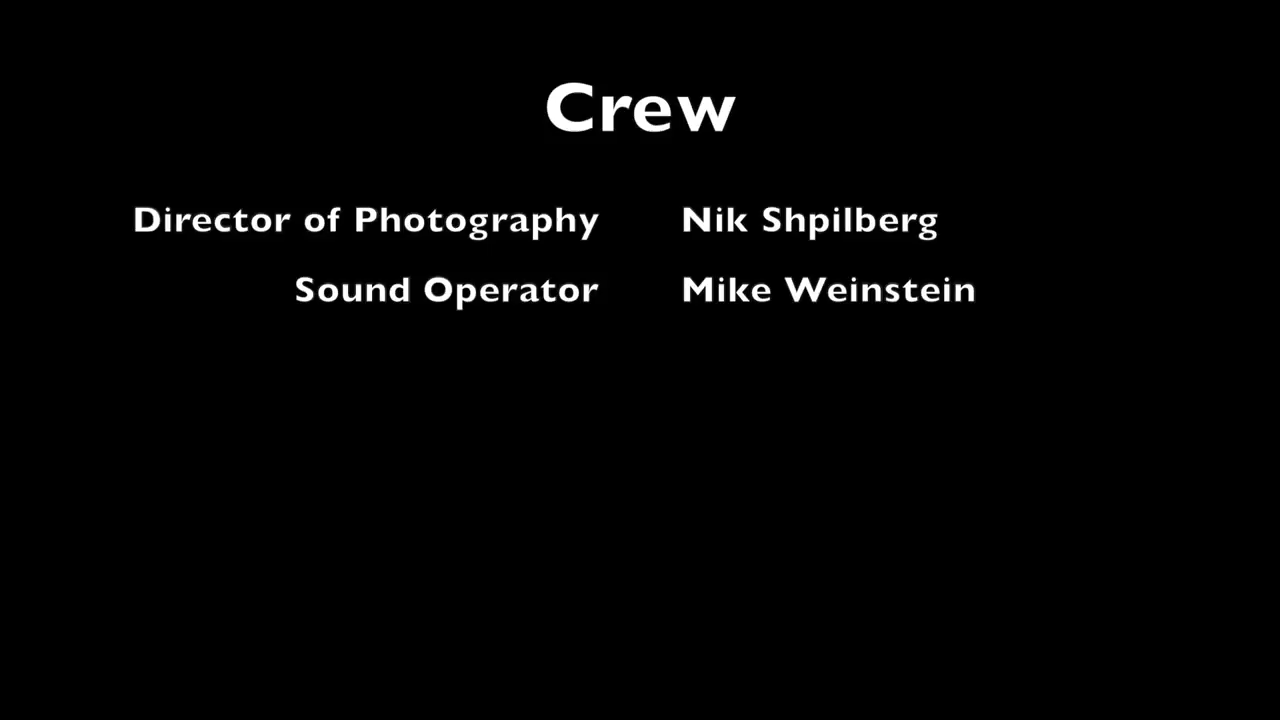 Crew
Director of Photography Nik Shpilberg
Sound Operator Mike Weinstein